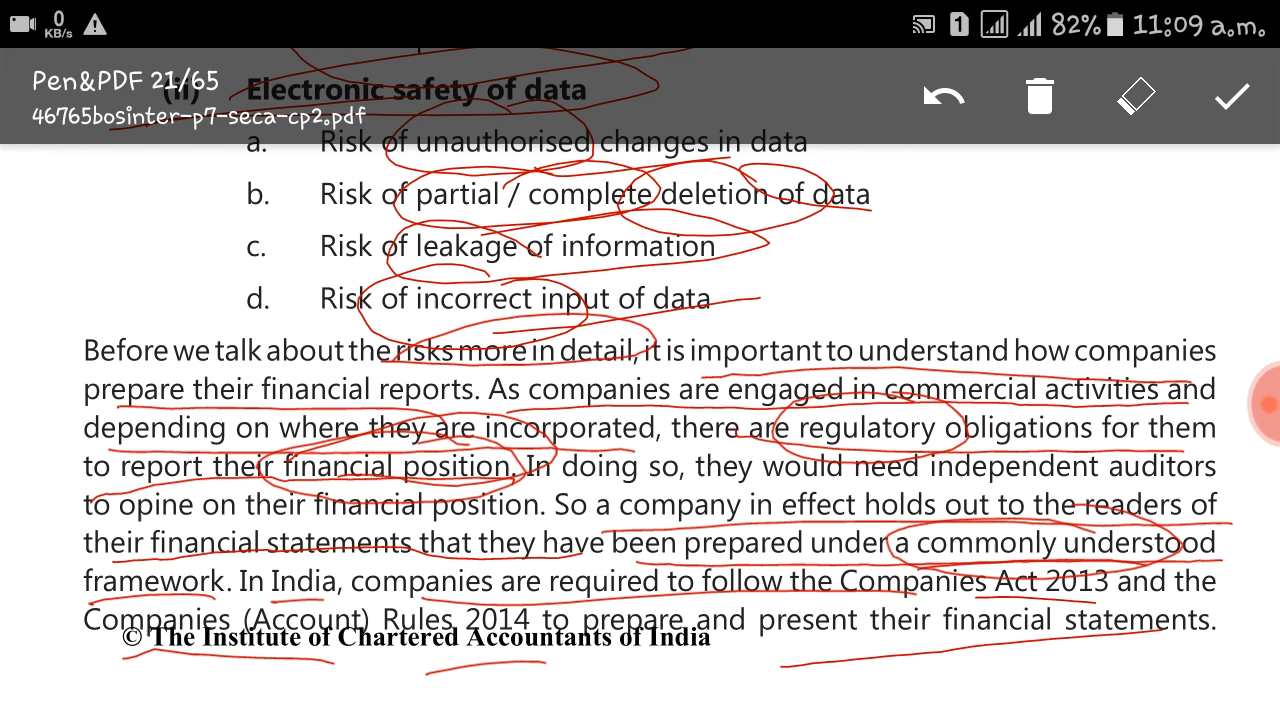 0
KB/s
1
82%
11:09 a.m.
Pen&PDF 21/65
46765bosinter-p7-seca-cp2.pdf
(ii) Electronic safety of data
a. Risk of unauthorised changes in data
b. Risk of partial / complete deletion of data
c. Risk of leakage of information
d. Risk of incorrect input of data
Before we talk about the risks more in detail, it is important to understand how companies
prepare their financial reports. As companies are engaged in commercial activities and
depending on where they are incorporated, there are regulatory obligations for them
to report their financial position. In doing so, they would need independent auditors
to opine on their financial position. So a company in effect holds out to the readers of
their financial statements that they have been prepared under a commonly understood
framework. In India, companies are required to follow the Companies Act 2013 and the
Companies (Account) Rules 2014 to prepare and present their financial statements.
© The Institute of Chartered Accountants of India